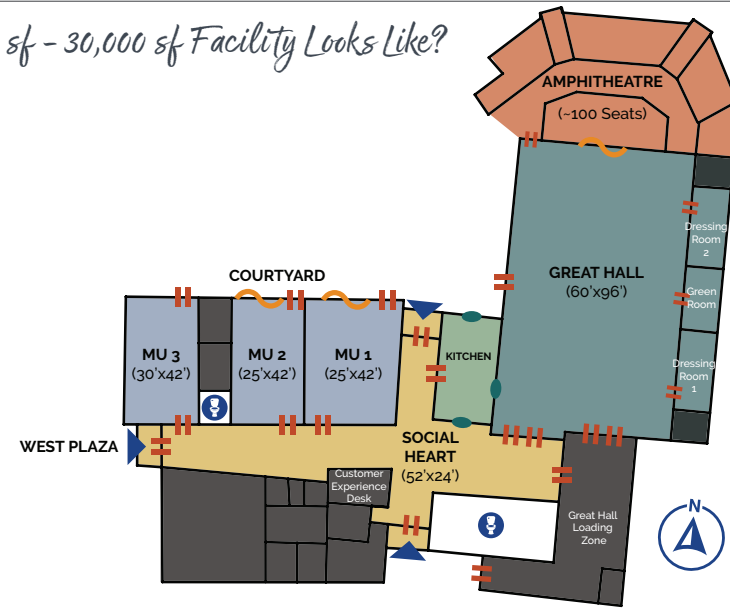 sf - 30,000 sf Facility Looks Like?
AMPHITHEATRE
(~100 Seats)
Dressing
Room
2
GREAT HALL
(60'x96')
Green
Room
Dressing
Room
1
COURTYARD
MU 3
(30'x42')
MU 2
(25'x42')
MU 1
(25'x42')
KITCHEN
WEST PLAZA
SOCIAL
HEART
(52'x24')
Customer
Experience
Desk
Great Hall
Loading
Zone
N